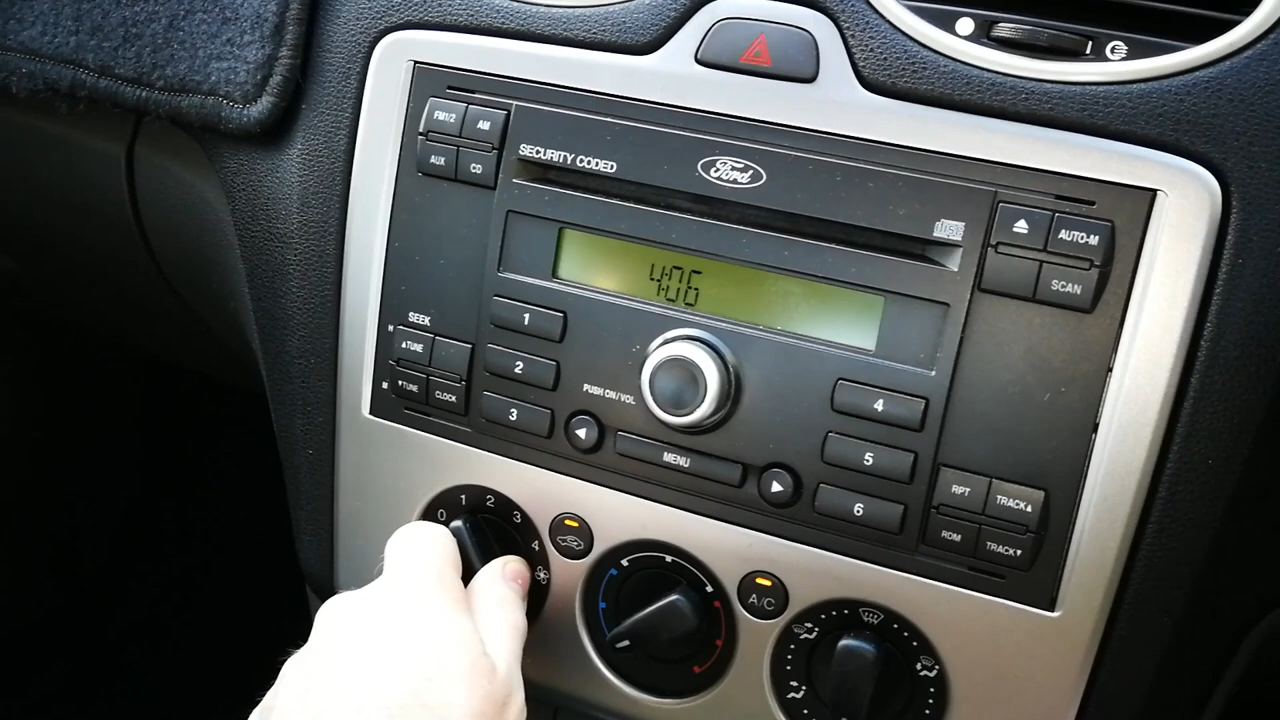 FM1/2 AM
AUX CD
SECURITY CODED
Ford
disc
AUTO-M
SCAN
4:06
SEEK
H ▲TUNE
M ▼TUNE CLOCK
1
2
3
PUSH ON/VOL
◀ MENU ▶
4
5
6
RPT TRACK▲
RDM TRACK▼
0 1 2 3 4
A/C